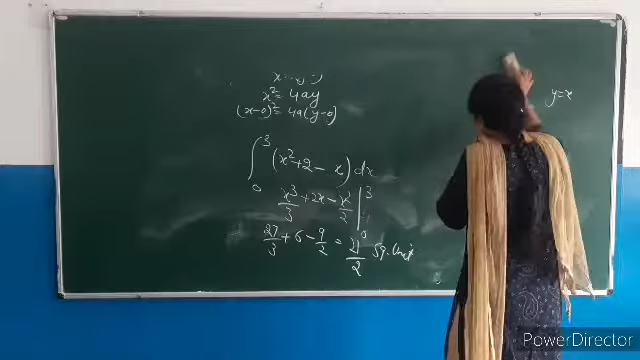 x² = 4ay
(x-0)² = 4a(y-0)
y=x
∫₀³ (x²+2-x) dx
x³/3 + 2x - x²/2 |₀³
27/3 + 6 - 9/2 = 21/2 sq. unit
PowerDirector